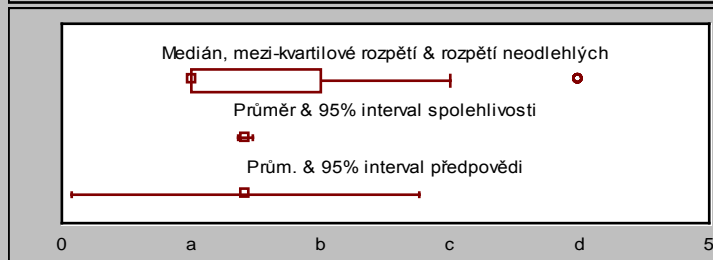 Medián, mezi-kvartilové rozpětí & rozpětí neodlehlých
Průměr & 95% interval spolehlivosti
Prům. & 95% interval předpovědi
0 a b c d 5